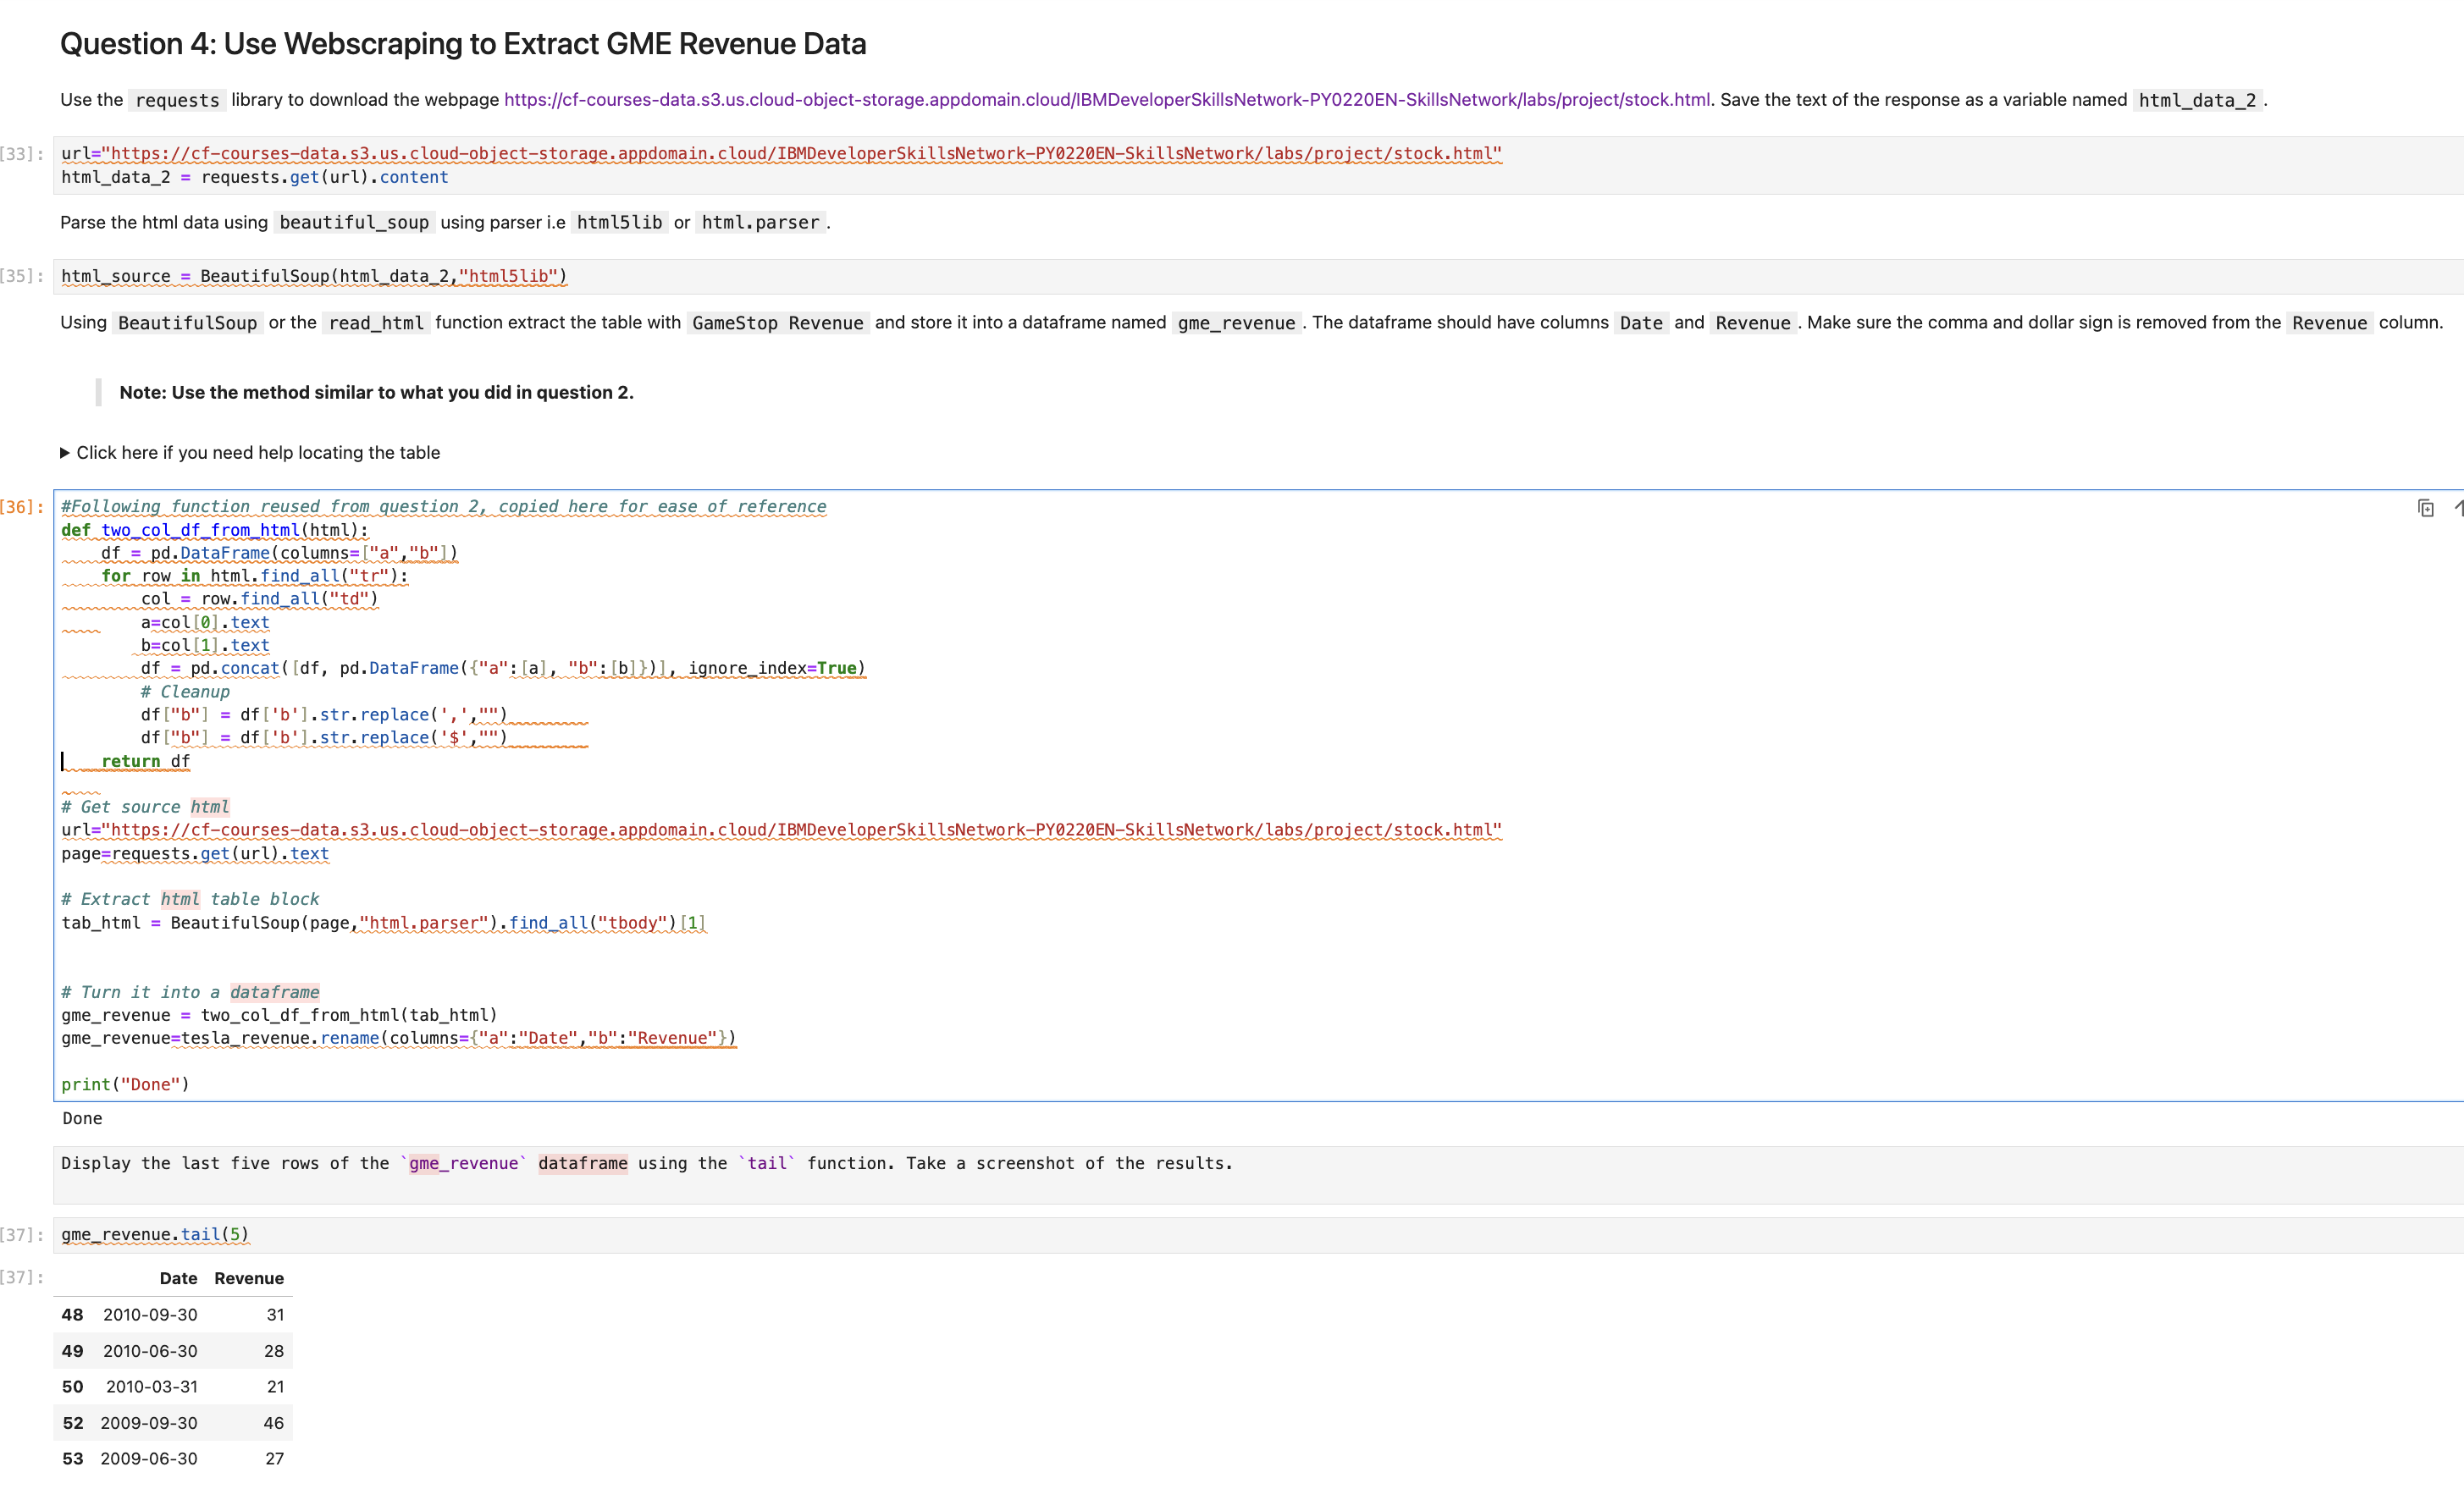 Question 4: Use Webscraping to Extract GME Revenue Data
Use the requests library to download the webpage https://cf-courses-data.s3.us.cloud-object-storage.appdomain.cloud/IBMDeveloperSkillsNetwork-PY0220EN-SkillsNetwork/labs/project/stock.html. Save the text of the response as a variable named html_data_2.
[33]: url="https://cf-courses-data.s3.us.cloud-object-storage.appdomain.cloud/IBMDeveloperSkillsNetwork-PY0220EN-SkillsNetwork/labs/project/stock.html"
html_data_2 = requests.get(url).content
Parse the html data using beautiful_soup using parser i.e html5lib or html.parser.
[35]: html_source = BeautifulSoup(html_data_2,"html5lib")
Using BeautifulSoup or the read_html function extract the table with GameStop Revenue and store it into a dataframe named gme_revenue. The dataframe should have columns Date and Revenue. Make sure the comma and dollar sign is removed from the Revenue column.
Note: Use the method similar to what you did in question 2.
▶ Click here if you need help locating the table
[36]: #Following function reused from question 2, copied here for ease of reference
def two_col_df_from_html(html):
    df = pd.DataFrame(columns=["a","b"])
    for row in html.find_all("tr"):
        col = row.find_all("td")
        a=col[0].text
        b=col[1].text
        df = pd.concat([df, pd.DataFrame({"a":[a], "b":[b]})], ignore_index=True)
        # Cleanup
        df["b"] = df['b'].str.replace(',',"")
        df["b"] = df['b'].str.replace('$',"")
    return df
# Get source html
url="https://cf-courses-data.s3.us.cloud-object-storage.appdomain.cloud/IBMDeveloperSkillsNetwork-PY0220EN-SkillsNetwork/labs/project/stock.html"
page=requests.get(url).text
# Extract html table block
tab_html = BeautifulSoup(page,"html.parser").find_all("tbody")[1]
# Turn it into a dataframe
gme_revenue = two_col_df_from_html(tab_html)
gme_revenue=tesla_revenue.rename(columns={"a":"Date","b":"Revenue"})
print("Done")
Done
Display the last five rows of the `gme_revenue` dataframe using the `tail` function. Take a screenshot of the results.
[37]: gme_revenue.tail(5)
[37]: Date Revenue
48 2010-09-30 31
49 2010-06-30 28
50 2010-03-31 21
52 2009-09-30 46
53 2009-06-30 27